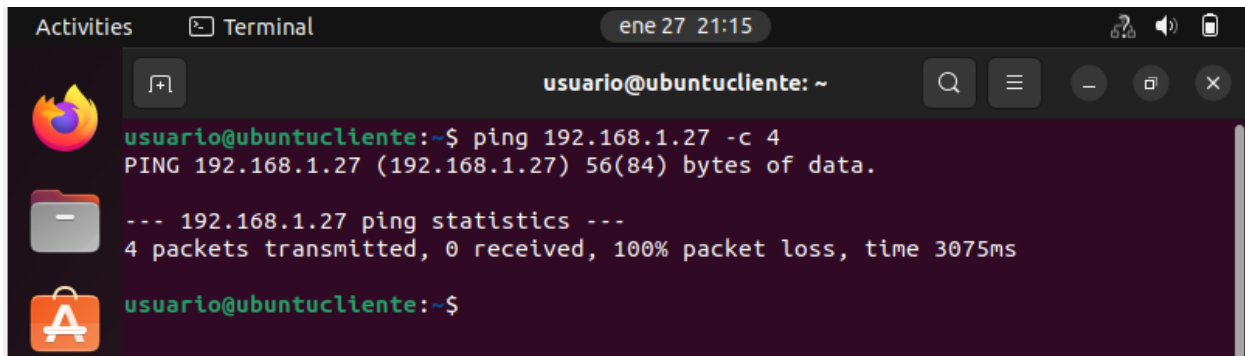 Activities Terminal ene 27 21:15
usuario@ubuntucliente: ~
usuario@ubuntucliente:~$ ping 192.168.1.27 -c 4
PING 192.168.1.27 (192.168.1.27) 56(84) bytes of data.
--- 192.168.1.27 ping statistics ---
4 packets transmitted, 0 received, 100% packet loss, time 3075ms
usuario@ubuntucliente:~$